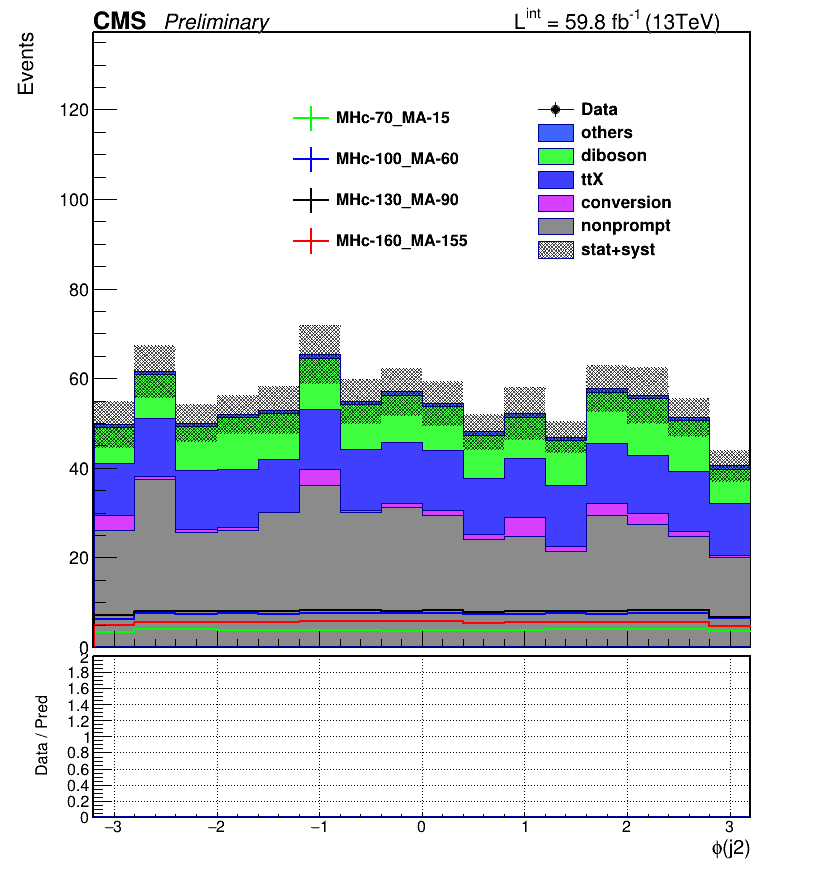 CMS Preliminary L^int = 59.8 fb^-1 (13TeV)
Events
120
100
80
60
40
20
0
MHc-70_MA-15
MHc-100_MA-60
MHc-130_MA-90
MHc-160_MA-155
Data
others
diboson
ttX
conversion
nonprompt
stat+syst
Data / Pred
2
1.8
1.6
1.4
1.2
1
0.8
0.6
0.4
0.2
0
−3 −2 −1 0 1 2 3
ϕ(j2)